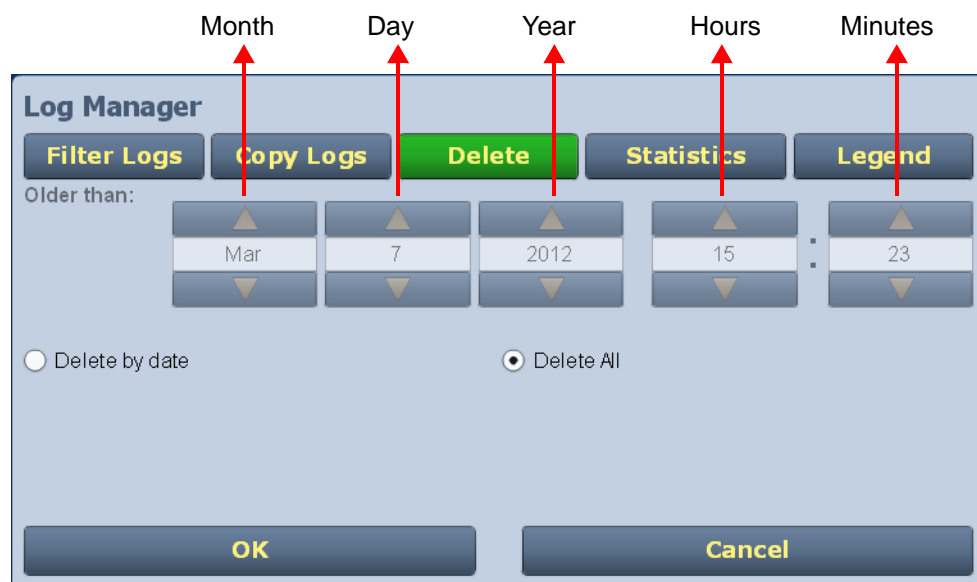 Month Day Year Hours Minutes
Log Manager
Filter Logs Copy Logs Delete Statistics Legend
Older than:
Mar 7 2012 15 : 23
Delete by date Delete All
OK Cancel